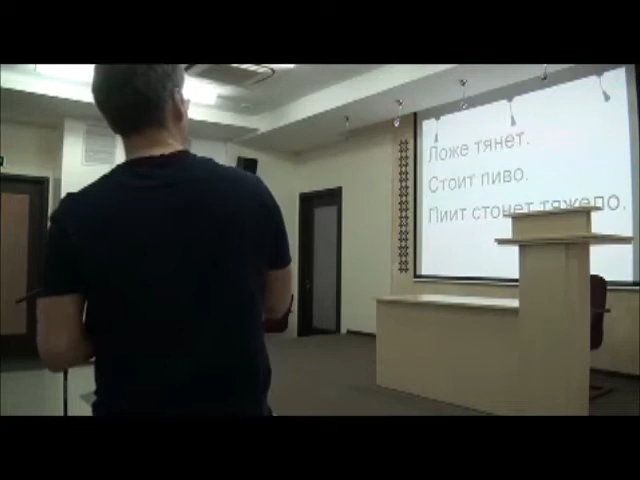 Ложе тянет.
Стоит пиво.
Пиит стонет тяжело.